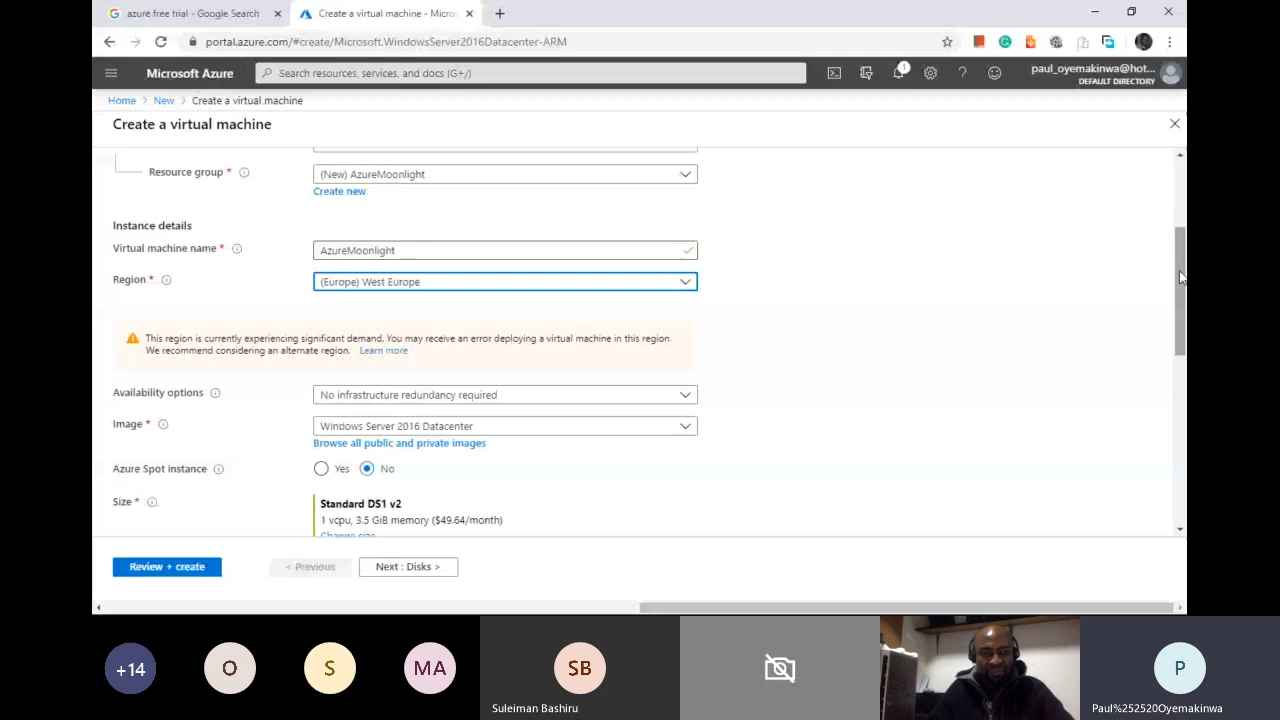 azure free trial - Google Search
Create a virtual machine - Micros
portal.azure.com/#create/Microsoft.WindowsServer2016Datacenter-ARM
Microsoft Azure
Search resources, services, and docs (G+/)
1
paul_oyemakinwa@hot...
DEFAULT DIRECTORY
Home > New > Create a virtual machine
Create a virtual machine
Resource group *
(New) AzureMoonlight
Create new
Instance details
Virtual machine name *
AzureMoonlight
Region *
(Europe) West Europe
This region is currently experiencing significant demand. You may receive an error deploying a virtual machine in this region.
We recommend considering an alternate region. Learn more
Availability options
No infrastructure redundancy required
Image *
Windows Server 2016 Datacenter
Browse all public and private images
Azure Spot instance
Yes No
Size *
Standard DS1 v2
1 vcpu, 3.5 GiB memory ($49.64/month)
Change size
Review + create
< Previous
Next : Disks >
+14
O
S
MA
SB
P
Suleiman Bashiru
Paul%252520Oyemakinwa